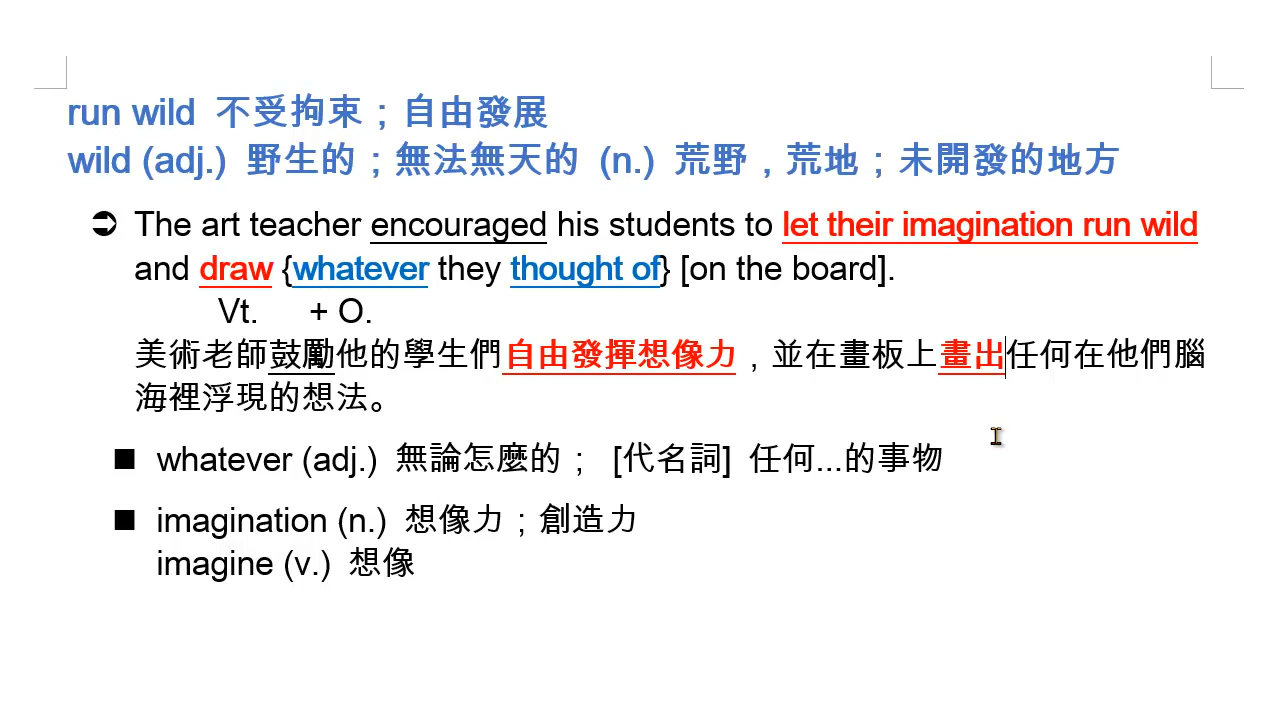 run wild 不受拘束；自由發展
wild (adj.) 野生的；無法無天的 (n.) 荒野，荒地；未開發的地方
➲ The art teacher encouraged his students to let their imagination run wild
and draw {whatever they thought of} [on the board].
Vt. + O.
美術老師鼓勵他的學生們自由發揮想像力，並在畫板上畫出任何在他們腦
海裡浮現的想法。
■ whatever (adj.) 無論怎麼的； [代名詞] 任何...的事物
■ imagination (n.) 想像力；創造力
imagine (v.) 想像